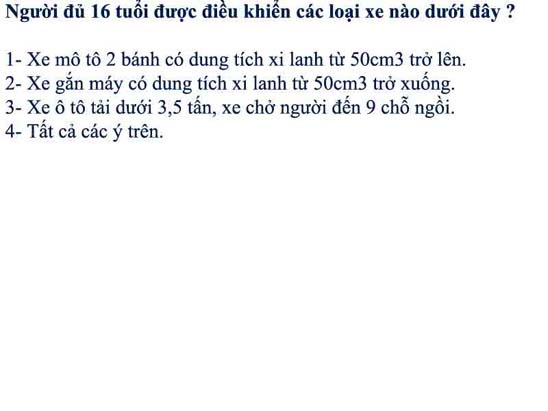 Người đủ 16 tuổi được điều khiển các loại xe nào dưới đây ?
1- Xe mô tô 2 bánh có dung tích xi lanh từ 50cm3 trở lên.
2- Xe gắn máy có dung tích xi lanh từ 50cm3 trở xuống.
3- Xe ô tô tải dưới 3,5 tấn, xe chở người đến 9 chỗ ngồi.
4- Tất cả các ý trên.